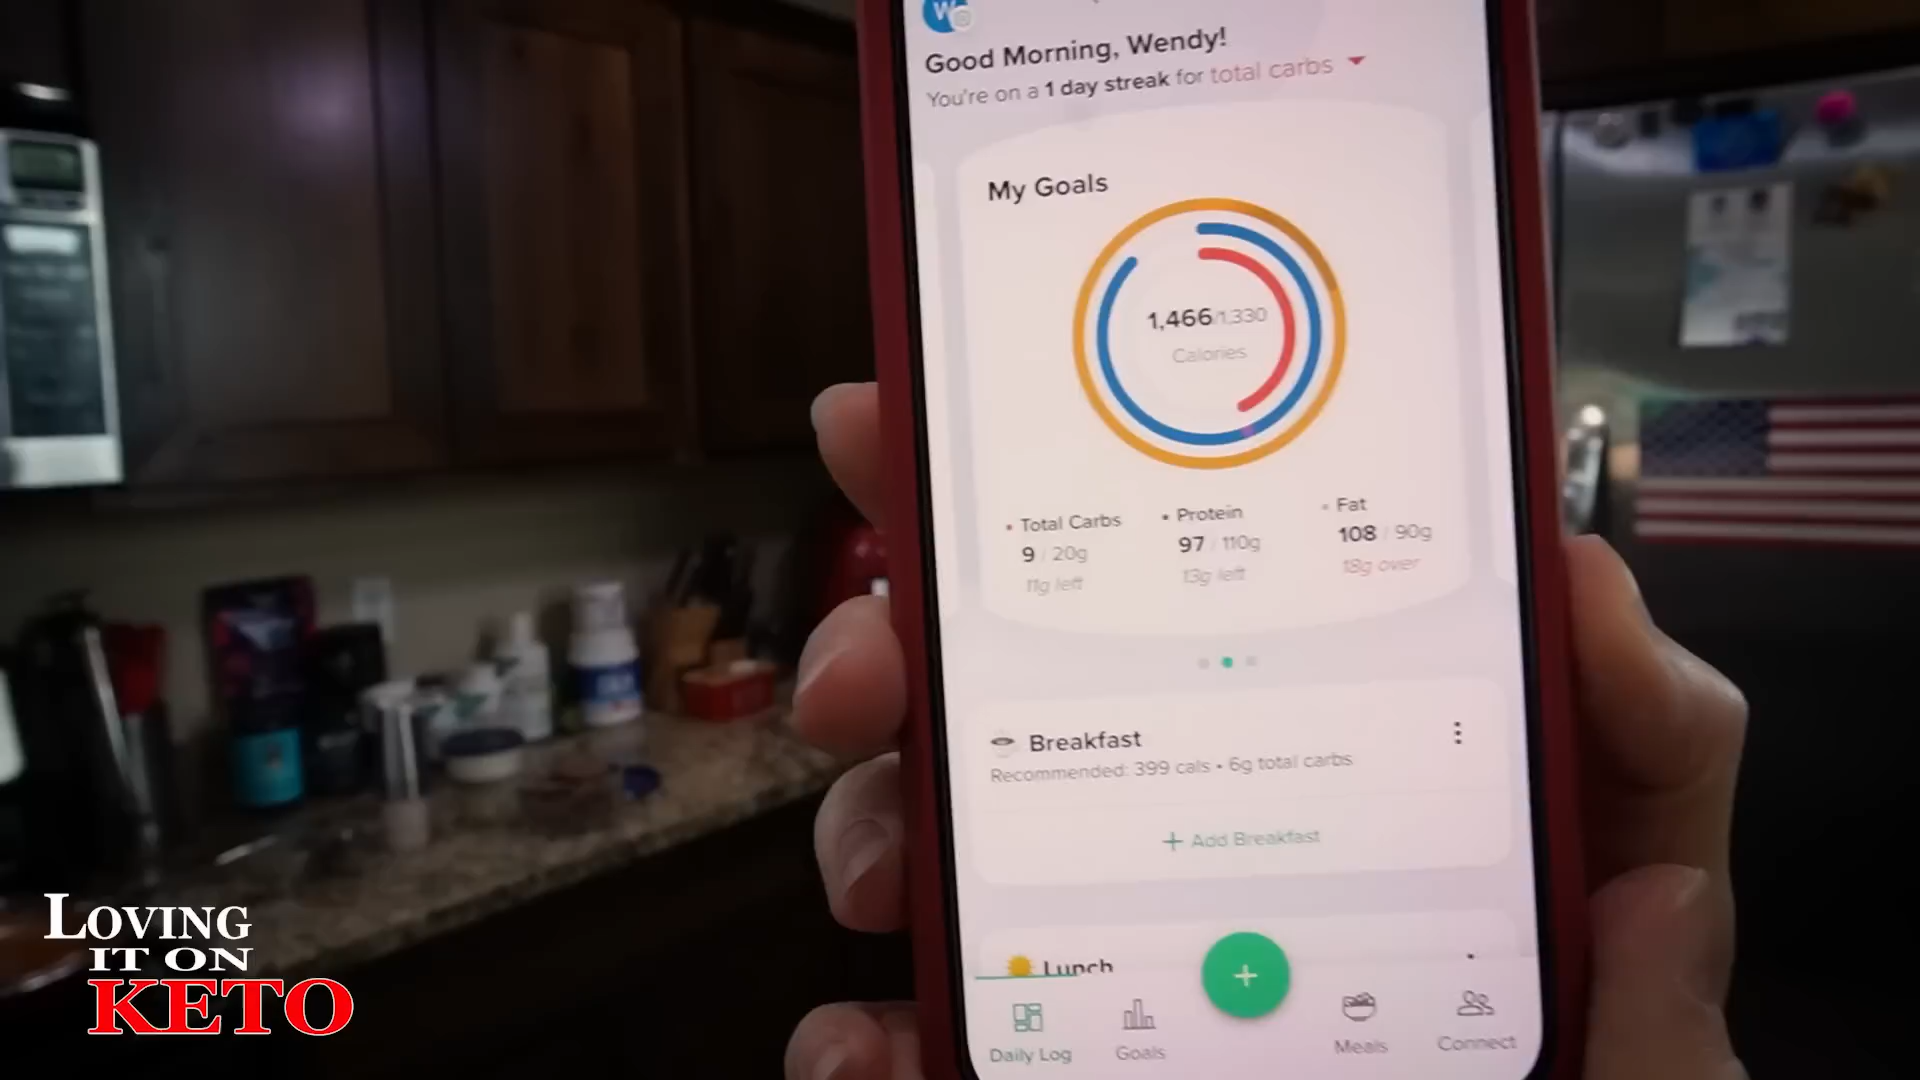 W
Good Morning, Wendy!
You're on a 1 day streak for total carbs
My Goals
1,466/1,330
Calories
Total Carbs
9 / 20g
11g left
Protein
97 / 110g
13g left
Fat
108 / 90g
18g over
Breakfast
Recommended: 399 cals • 6g total carbs
+ Add Breakfast
Lunch
+
Daily Log
Goals
Meals
Connect
LOVING
IT ON
KETO